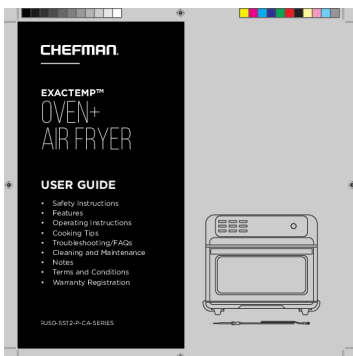 CHEFMAN.
EXACTEMP™
OVEN+
AIR FRYER
USER GUIDE
• Safety Instructions
• Features
• Operating Instructions
• Cooking Tips
• Troubleshooting/FAQs
• Cleaning and Maintenance
• Notes
• Terms and Conditions
• Warranty Registration
RJ50-SST2-P-CA-SERIES